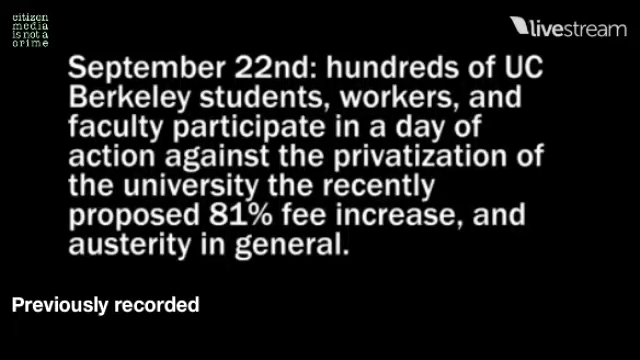 citizen
media
is not a
crime
livestream
September 22nd: hundreds of UC
Berkeley students, workers, and
faculty participate in a day of
action against the privatization of
the university the recently
proposed 81% fee increase, and
austerity in general.
Previously recorded